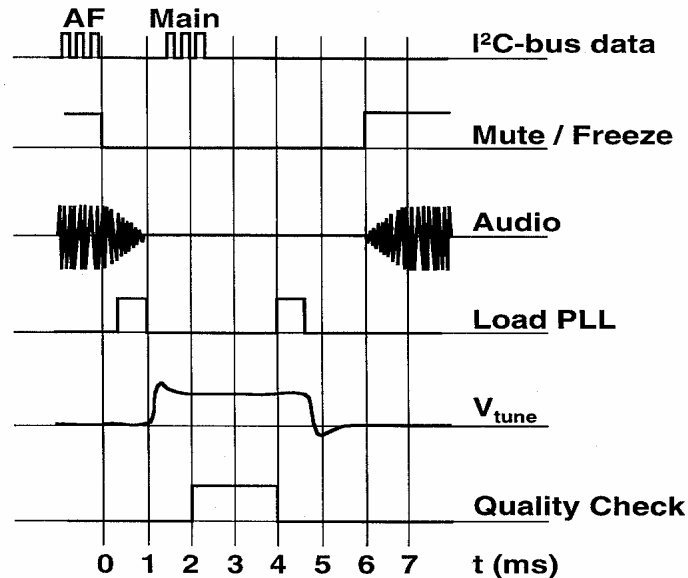 AF Main
I²C-bus data
Mute / Freeze
Audio
Load PLL
Vtune
Quality Check
0 1 2 3 4 5 6 7 t (ms)